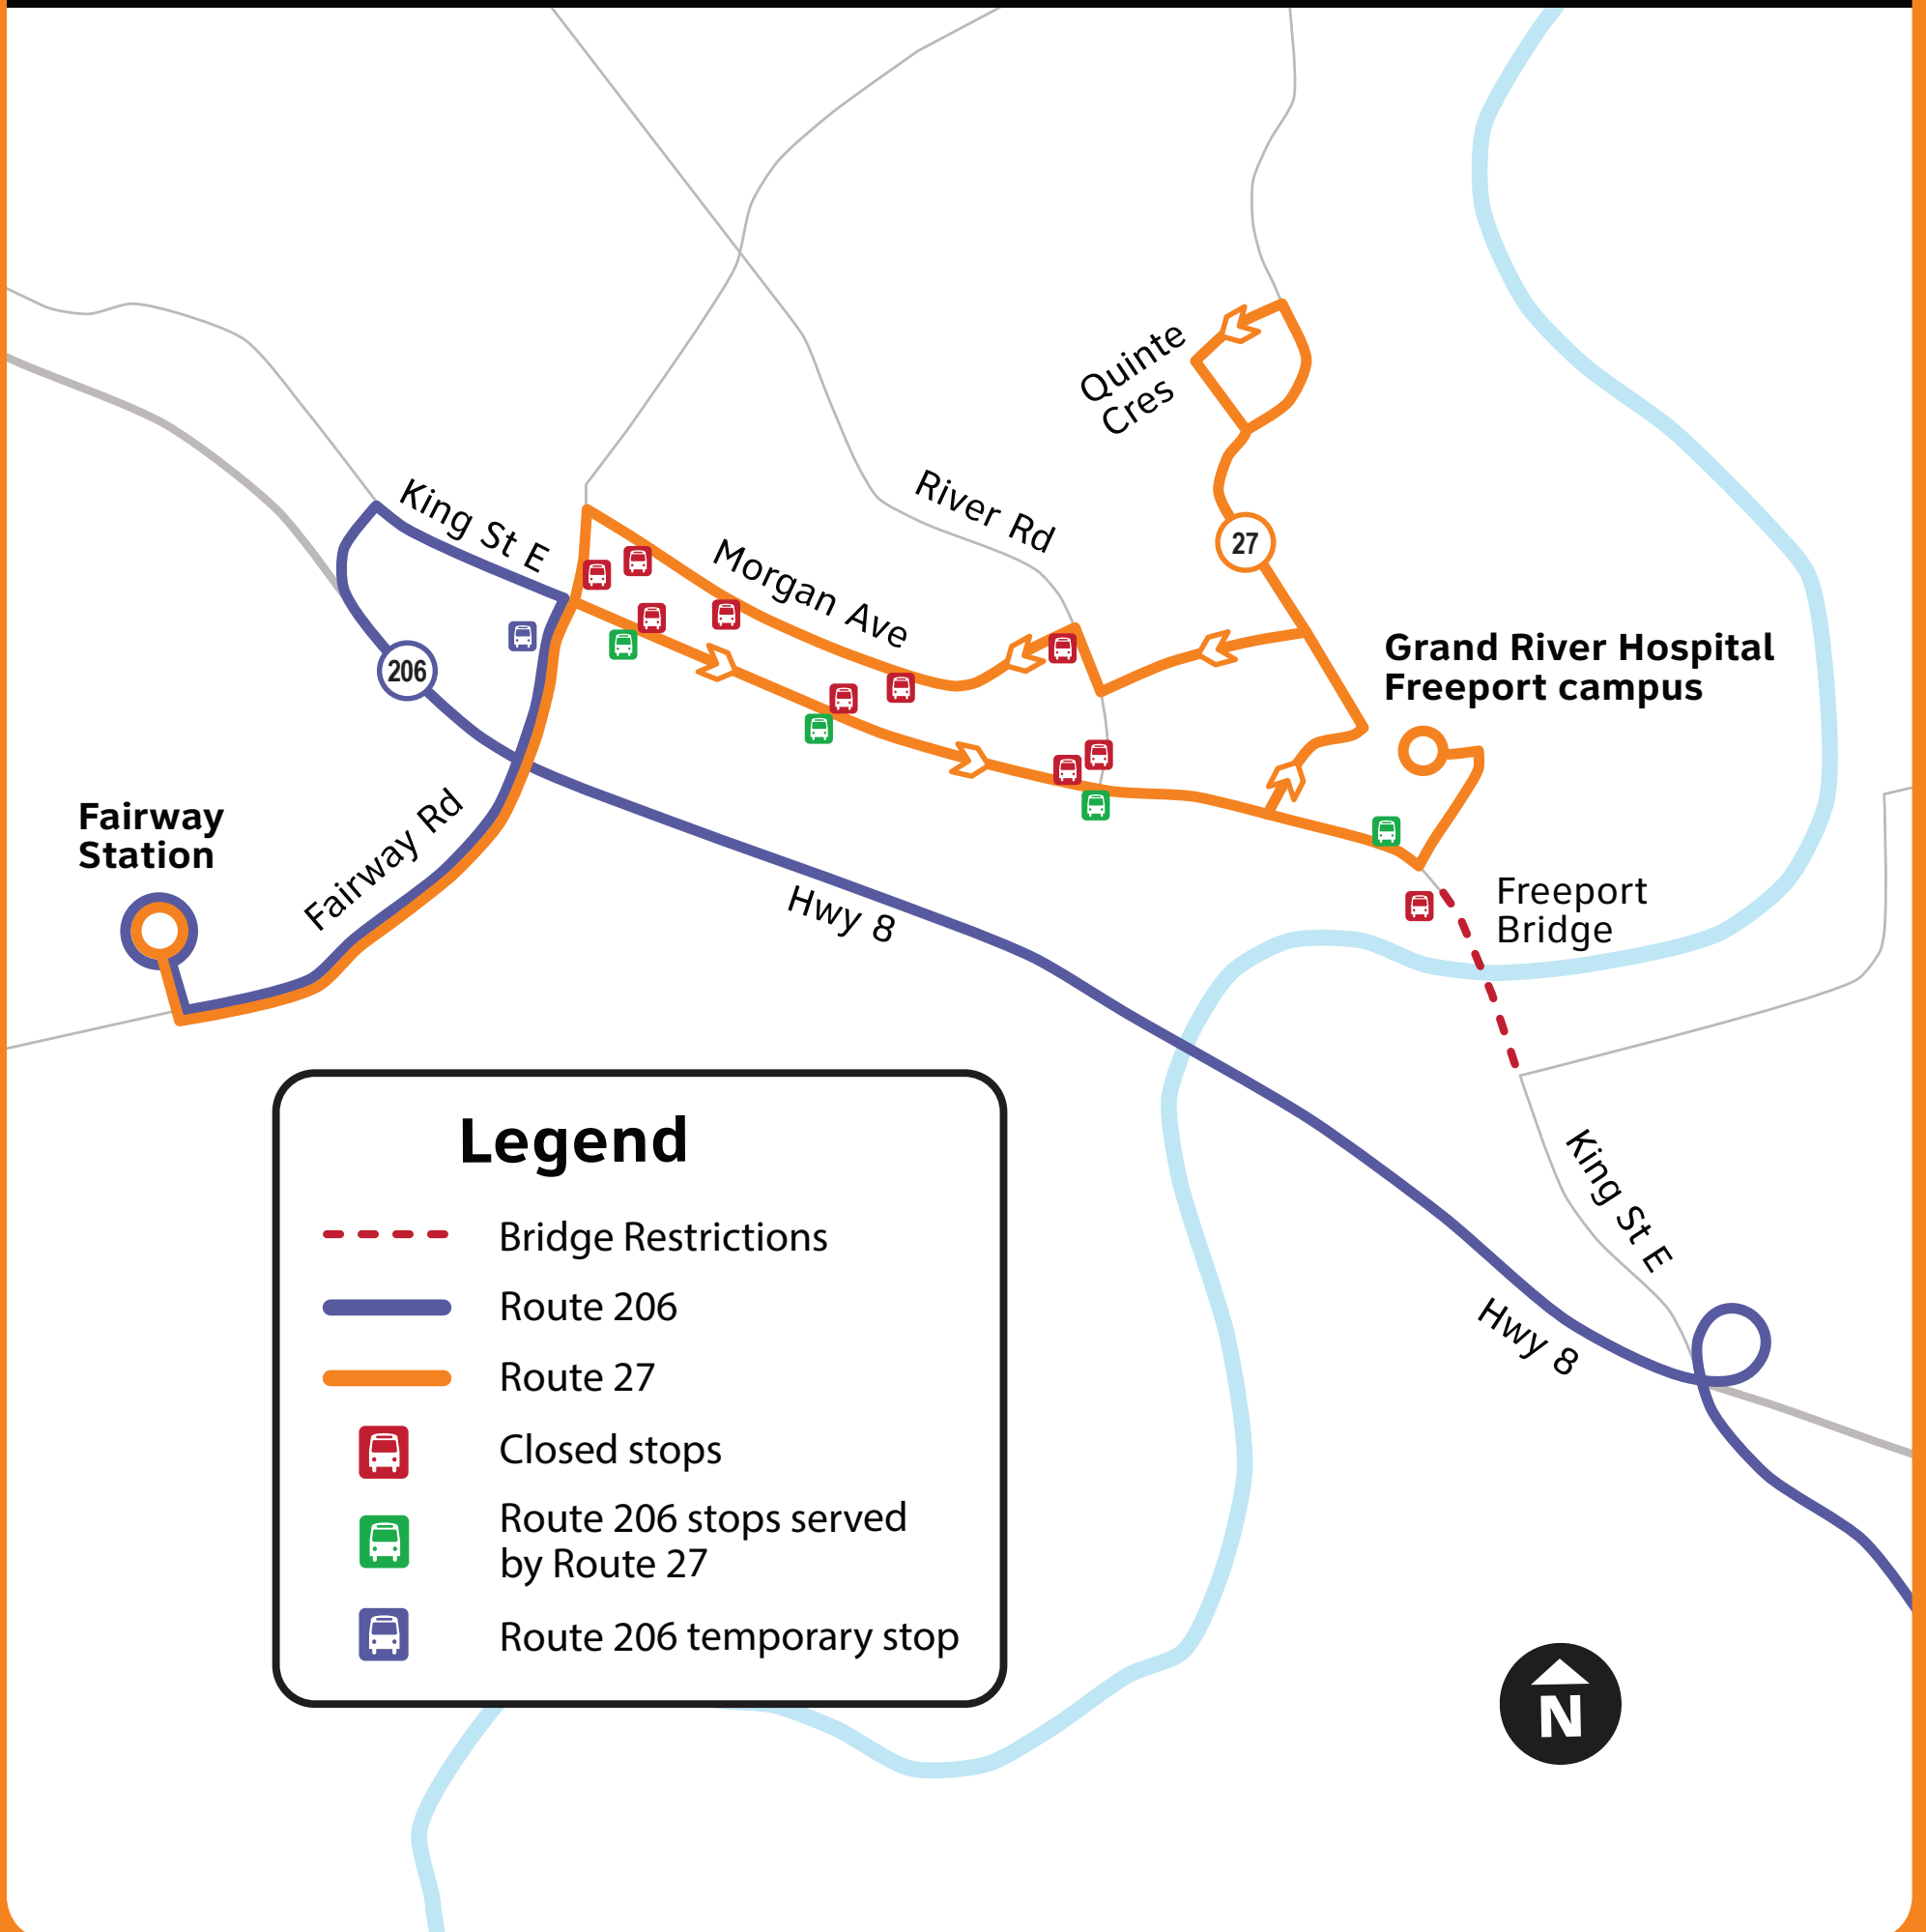 Quinte
Cres
King St E
River Rd
27
Morgan Ave
206
Grand River Hospital
Freeport campus
Fairway
Station
Fairway Rd
Hwy 8
Freeport
Bridge
King St E
Hwy 8
Legend
Bridge Restrictions
Route 206
Route 27
Closed stops
Route 206 stops served
by Route 27
Route 206 temporary stop
N